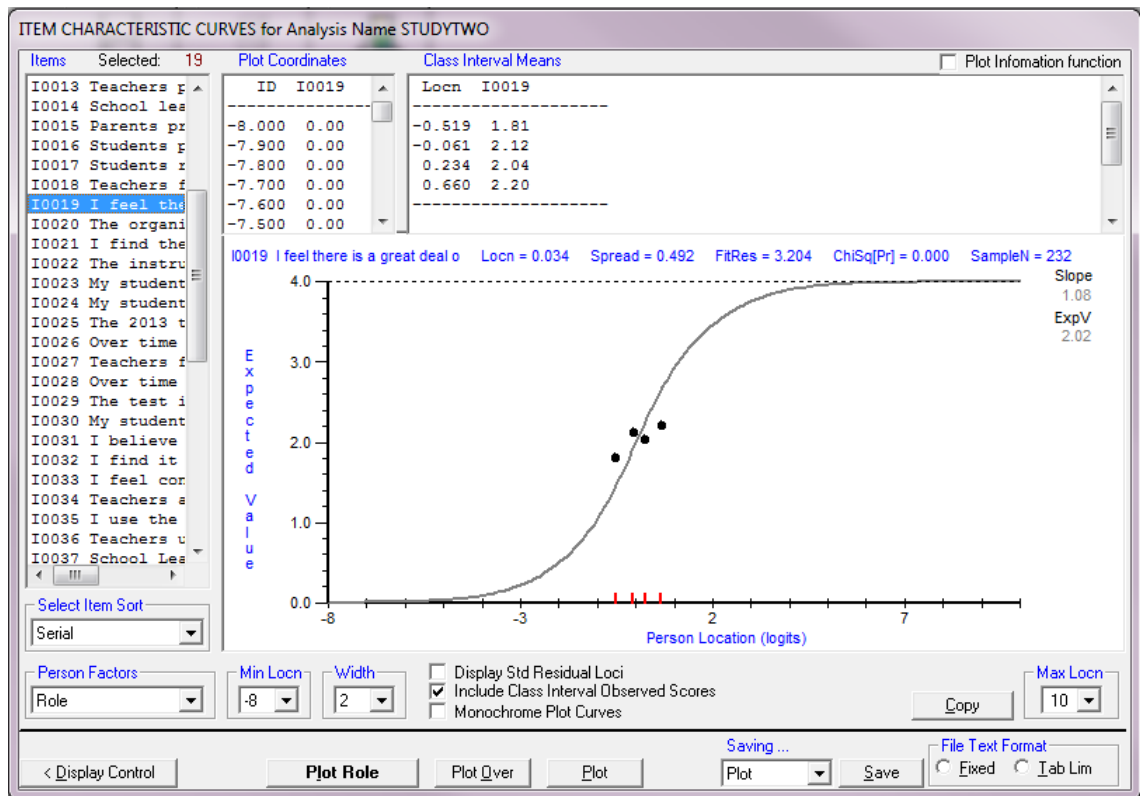 ITEM CHARACTERISTIC CURVES for Analysis Name STUDYTWO
Items Selected: 19
I0013 Teachers p
I0014 School lea
I0015 Parents pr
I0016 Students p
I0017 Students r
I0018 Teachers f
I0019 I feel the
I0020 The organi
I0021 I find the
I0022 The instru
I0023 My student
I0024 My student
I0025 The 2013 t
I0026 Over time
I0027 Teachers f
I0028 Over time
I0029 The test i
I0030 My student
I0031 I believe
I0032 I find it
I0033 I feel con
I0034 Teachers a
I0035 I use the
I0036 Teachers u
I0037 School Lea
Select Item Sort
Serial
Person Factors
Role
Plot Coordinates
ID I0019
----------------
-8.000 0.00
-7.900 0.00
-7.800 0.00
-7.700 0.00
-7.600 0.00
-7.500 0.00
Class Interval Means
Locn I0019
--------------------
-0.519 1.81
-0.061 2.12
0.234 2.04
0.660 2.20
--------------------
Plot Infomation function
I0019 I feel there is a great deal o Locn = 0.034 Spread = 0.492 FitRes = 3.204 ChiSq[Pr] = 0.000 SampleN = 232
Slope
1.08
ExpV
2.02
Expected Value
4.0
3.0
2.0
1.0
0.0
-8 -3 2 7
Person Location (logits)
Min Locn
-8
Width
2
Display Std Residual Loci
Include Class Interval Observed Scores
Monochrome Plot Curves
Copy
Max Locn
10
< Display Control
Plot Role
Plot Over
Plot
Saving ...
Plot
Save
File Text Format
Fixed Tab Lim